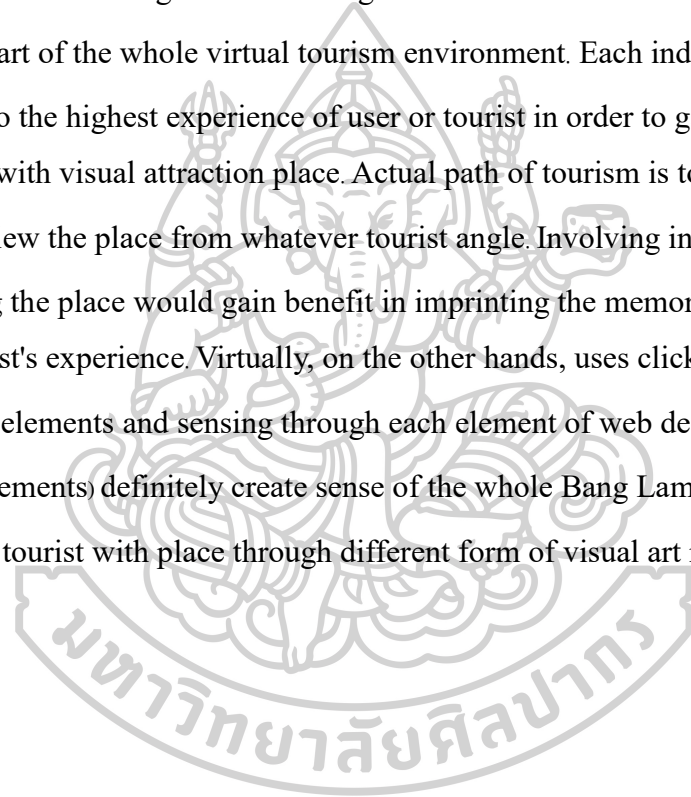 art of the whole virtual tourism environment. Each ind
o the highest experience of user or tourist in order to g
with visual attraction place. Actual path of tourism is to
ew the place from whatever tourist angle. Involving in
g the place would gain benefit in imprinting the memor
st's experience. Virtually, on the other hands, uses click
elements and sensing through each element of web de
ements) definitely create sense of the whole Bang Lam
tourist with place through different form of visual art
มหาวิทยาลัยศิลปากร